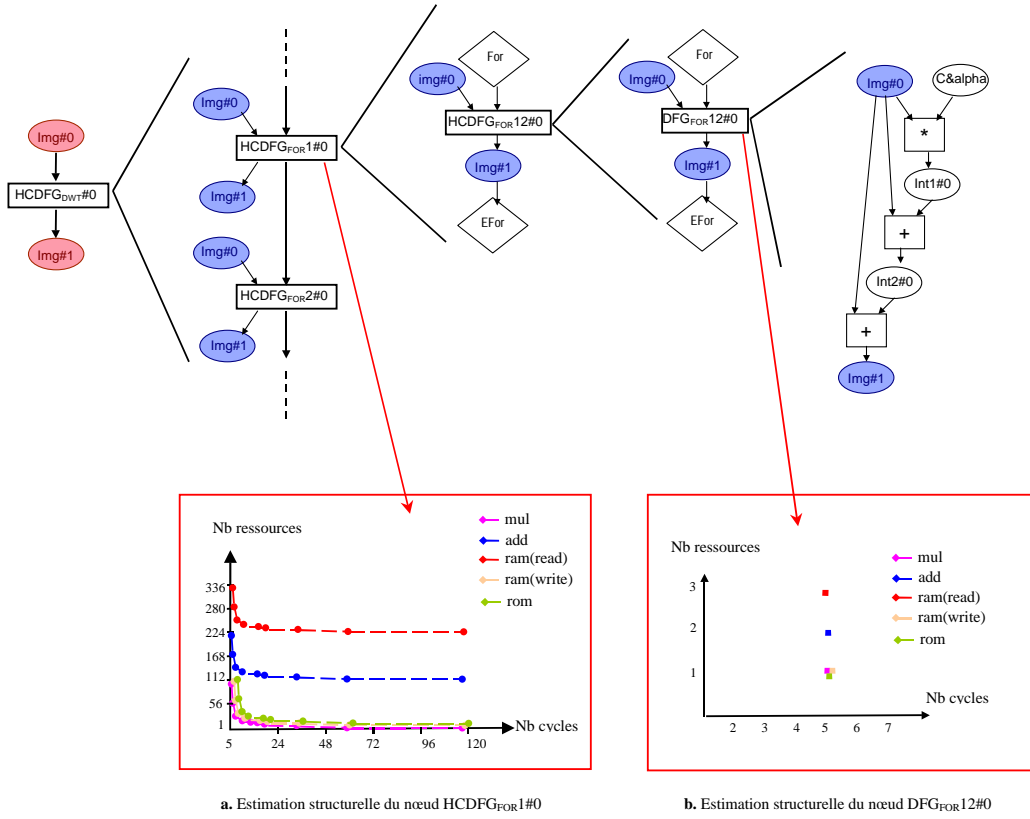 Img#0
HCDFGDWT#0
Img#1
Img#0
HCDFGFOR1#0
Img#1
Img#0
HCDFGFOR2#0
Img#1
For
img#0
HCDFGFOR12#0
Img#1
EFor
For
Img#0
DFGFOR12#0
Img#1
EFor
Img#0
C&alpha
*
Int1#0
+
Int2#0
+
Img#1
Nb ressources
mul
add
ram(read)
ram(write)
rom
336
280
224
168
112
56
1
5 24 48 72 96 120
Nb cycles
Nb ressources
mul
add
ram(read)
ram(write)
rom
3
2
1
Nb cycles
2 3 4 5 6 7
a. Estimation structurelle du nœud HCDFGFOR1#0
b. Estimation structurelle du nœud DFGFOR12#0